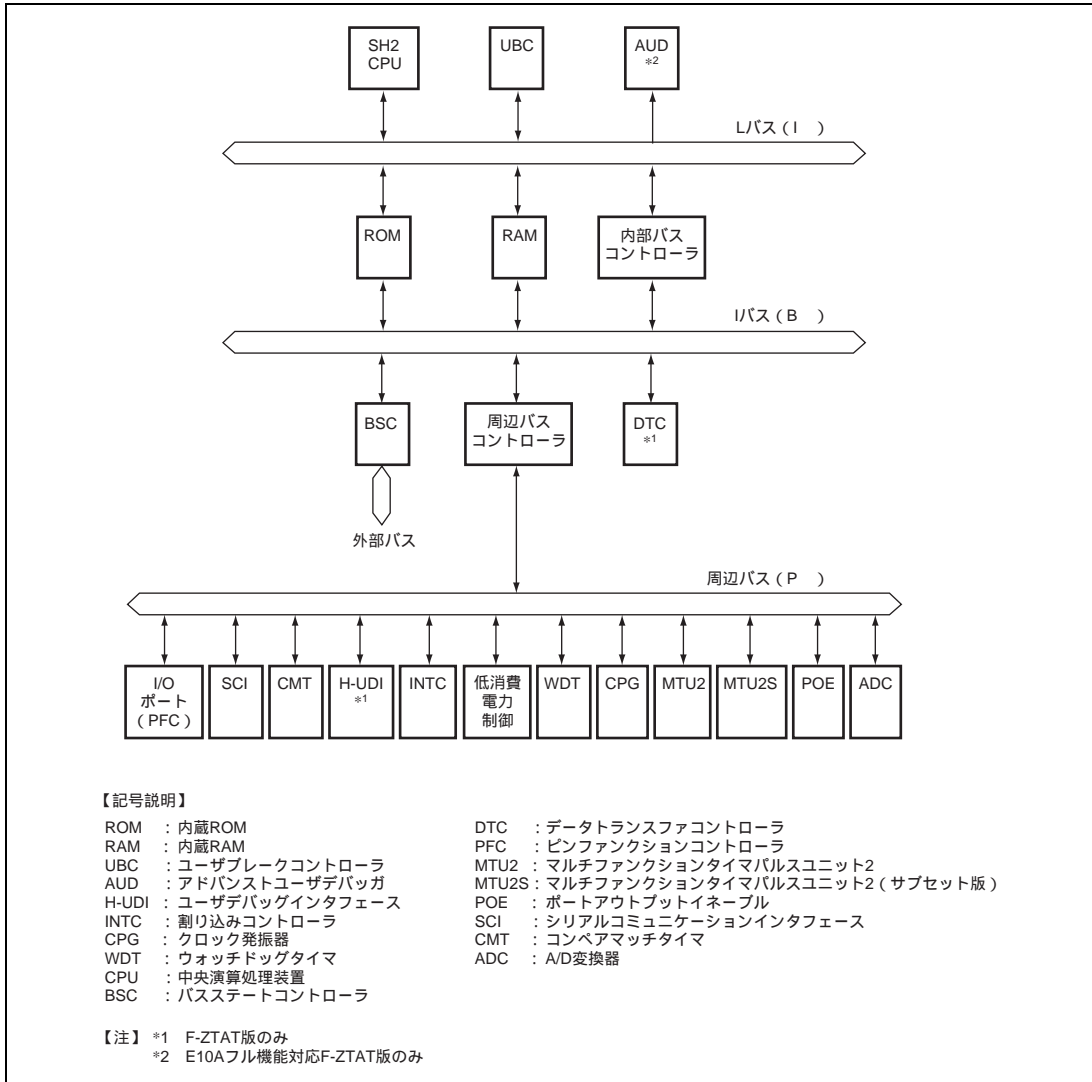 SH2
CPU
UBC
AUD
*2
Lバス（I　）
ROM
RAM
内部バス
コントローラ
Iバス（B　）
BSC
周辺バス
コントローラ
DTC
*1
外部バス
周辺バス（P　）
I/O
ポート
（PFC）
SCI
CMT
H-UDI
*1
INTC
低消費
電力
制御
WDT
CPG
MTU2
MTU2S
POE
ADC
【記号説明】
ROM ：内蔵ROM
RAM ：内蔵RAM
UBC ：ユーザブレークコントローラ
AUD ：アドバンストユーザデバッガ
H-UDI ：ユーザデバッグインタフェース
INTC ：割り込みコントローラ
CPG ：クロック発振器
WDT ：ウォッチドッグタイマ
CPU ：中央演算処理装置
BSC ：バスステートコントローラ
DTC ：データトランスファコントローラ
PFC ：ピンファンクションコントローラ
MTU2 ：マルチファンクションタイマパルスユニット2
MTU2S：マルチファンクションタイマパルスユニット2（サブセット版）
POE ：ポートアウトプットイネーブル
SCI ：シリアルコミュニケーションインタフェース
CMT ：コンペアマッチタイマ
ADC ：A/D変換器
【注】 *1 F-ZTAT版のみ
*2 E10Aフル機能対応F-ZTAT版のみ